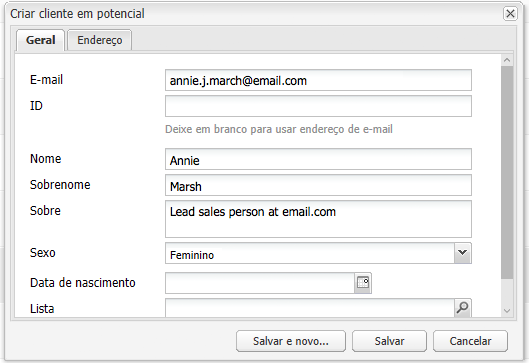 Criar cliente em potencial
Geral Endereço
E-mail annie.j.march@email.com
ID
Deixe em branco para usar endereço de e-mail
Nome Annie
Sobrenome Marsh
Sobre Lead sales person at email.com
Sexo Feminino
Data de nascimento
Lista
Salvar e novo... Salvar Cancelar